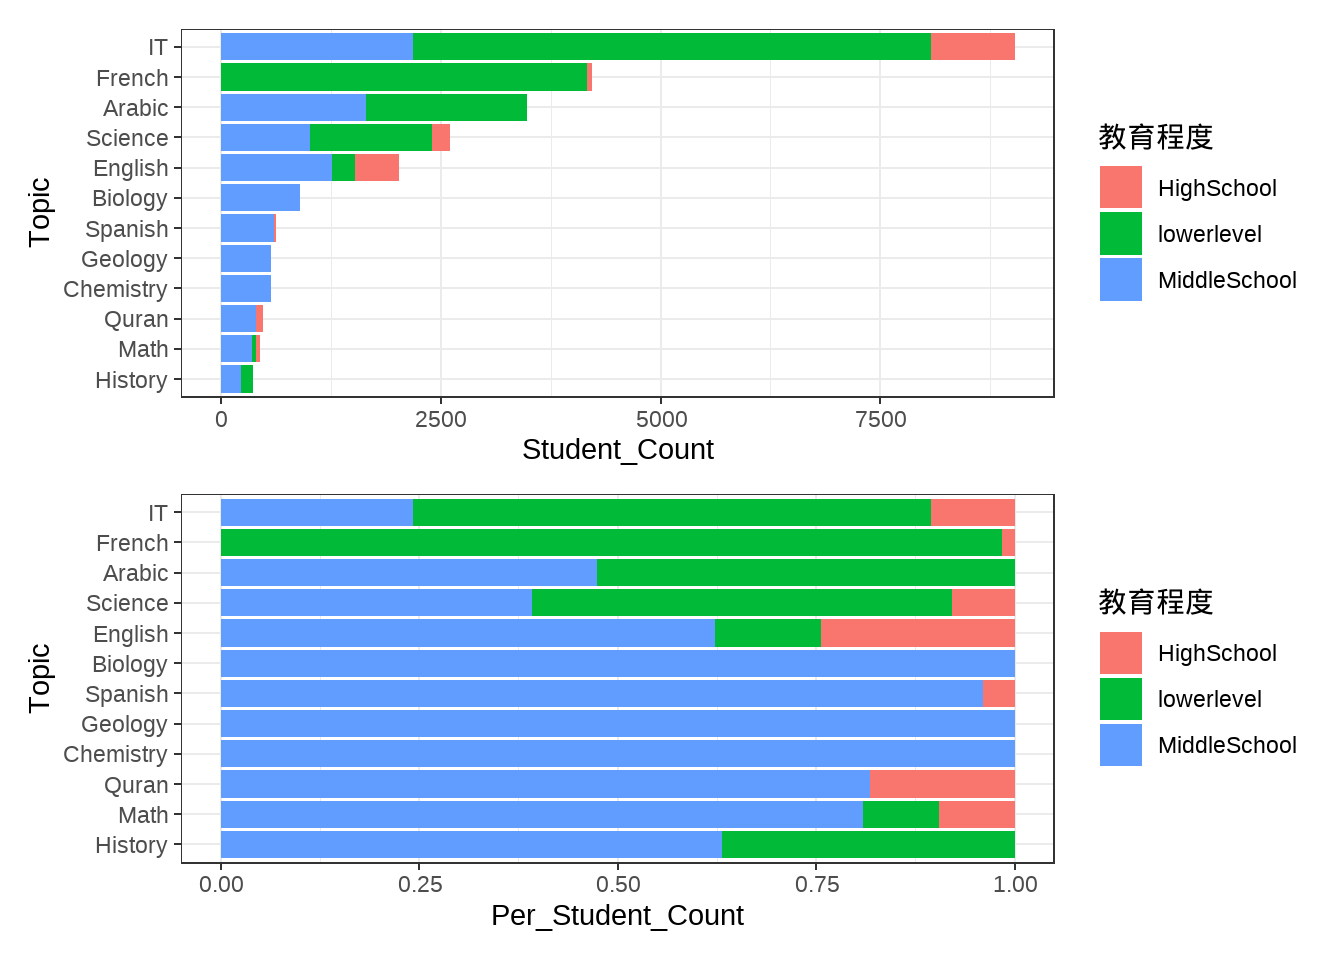 IT
French
Arabic
Science
English
Biology
Spanish
Geology
Chemistry
Quran
Math
History
Topic
0 2500 5000 7500
Student_Count
教育程度
HighSchool
lowerlevel
MiddleSchool
IT
French
Arabic
Science
English
Biology
Spanish
Geology
Chemistry
Quran
Math
History
Topic
0.00 0.25 0.50 0.75 1.00
Per_Student_Count
教育程度
HighSchool
lowerlevel
MiddleSchool